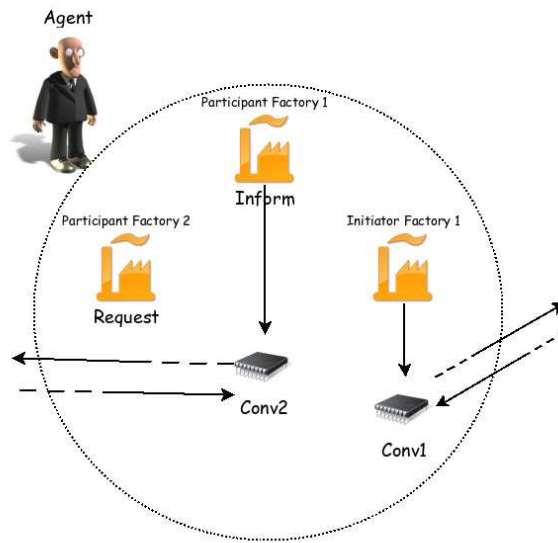 Agent
Participant Factory 1
Inform
Participant Factory 2
Initiator Factory 1
Request
Conv2
Conv1